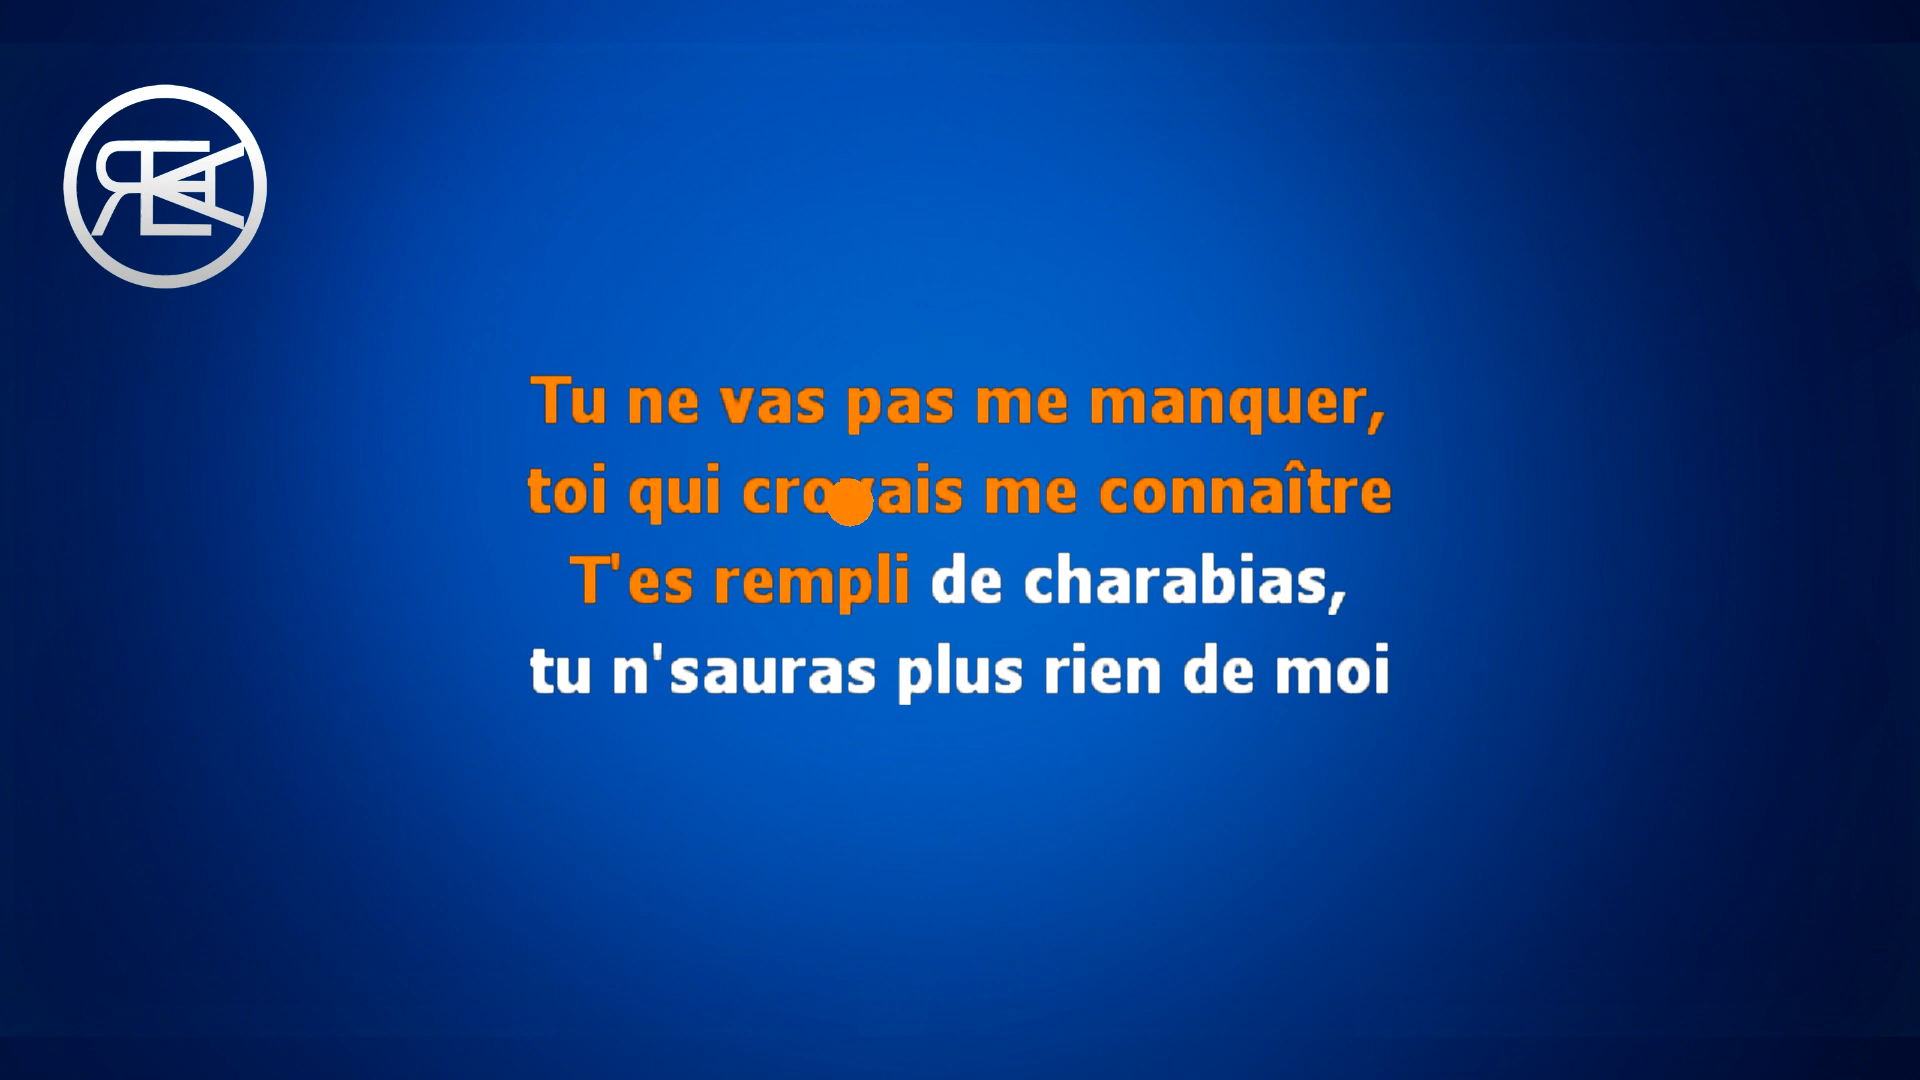 Tu ne vas pas me manquer,
toi qui croyais me connaître
T'es rempli de charabias,
tu n'sauras plus rien de moi